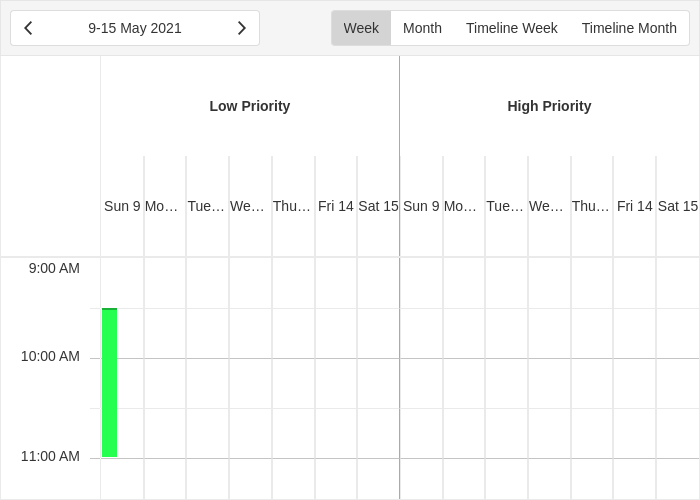 9-15 May 2021
Week Month Timeline Week Timeline Month
Low Priority High Priority
Sun 9 Mo... Tue... We... Thu... Fri 14 Sat 15 Sun 9 Mo... Tue... We... Thu... Fri 14 Sat 15
9:00 AM
10:00 AM
11:00 AM